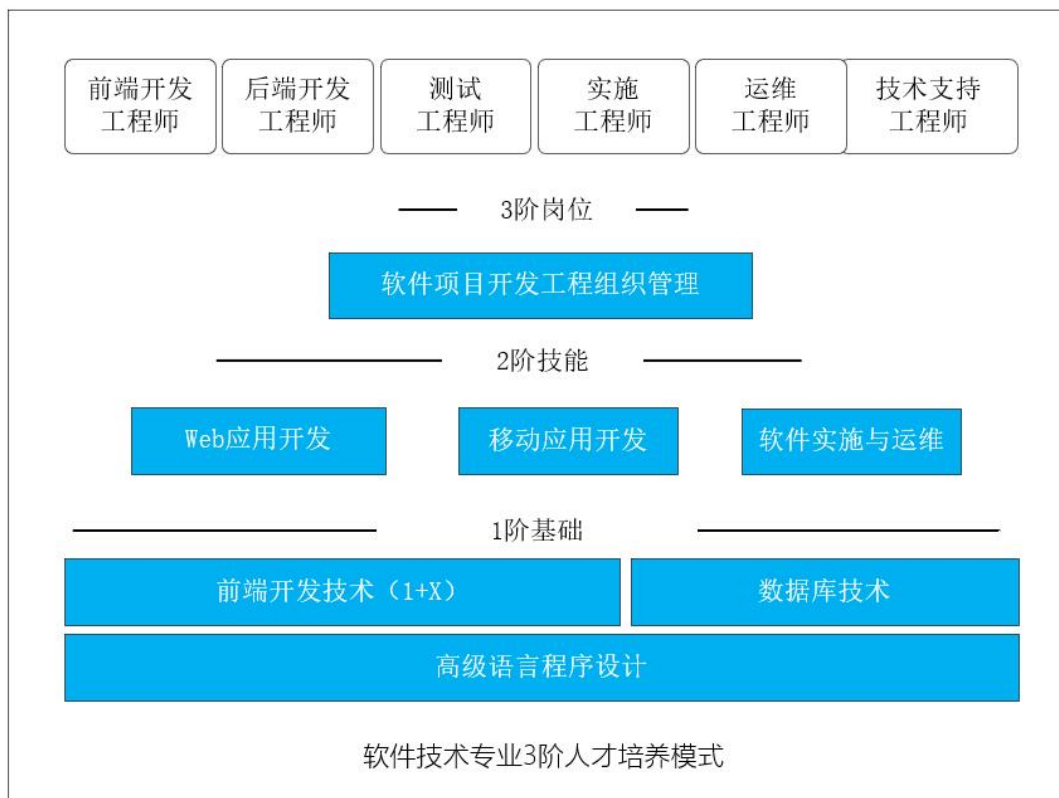 前端开发 后端开发 测试 实施 运维 技术支持
工程师 工程师 工程师 工程师 工程师 工程师
3阶岗位
软件项目开发工程组织管理
2阶技能
Web应用开发 移动应用开发 软件实施与运维
1阶基础
前端开发技术（1+X） 数据库技术
高级语言程序设计
软件技术专业3阶人才培养模式